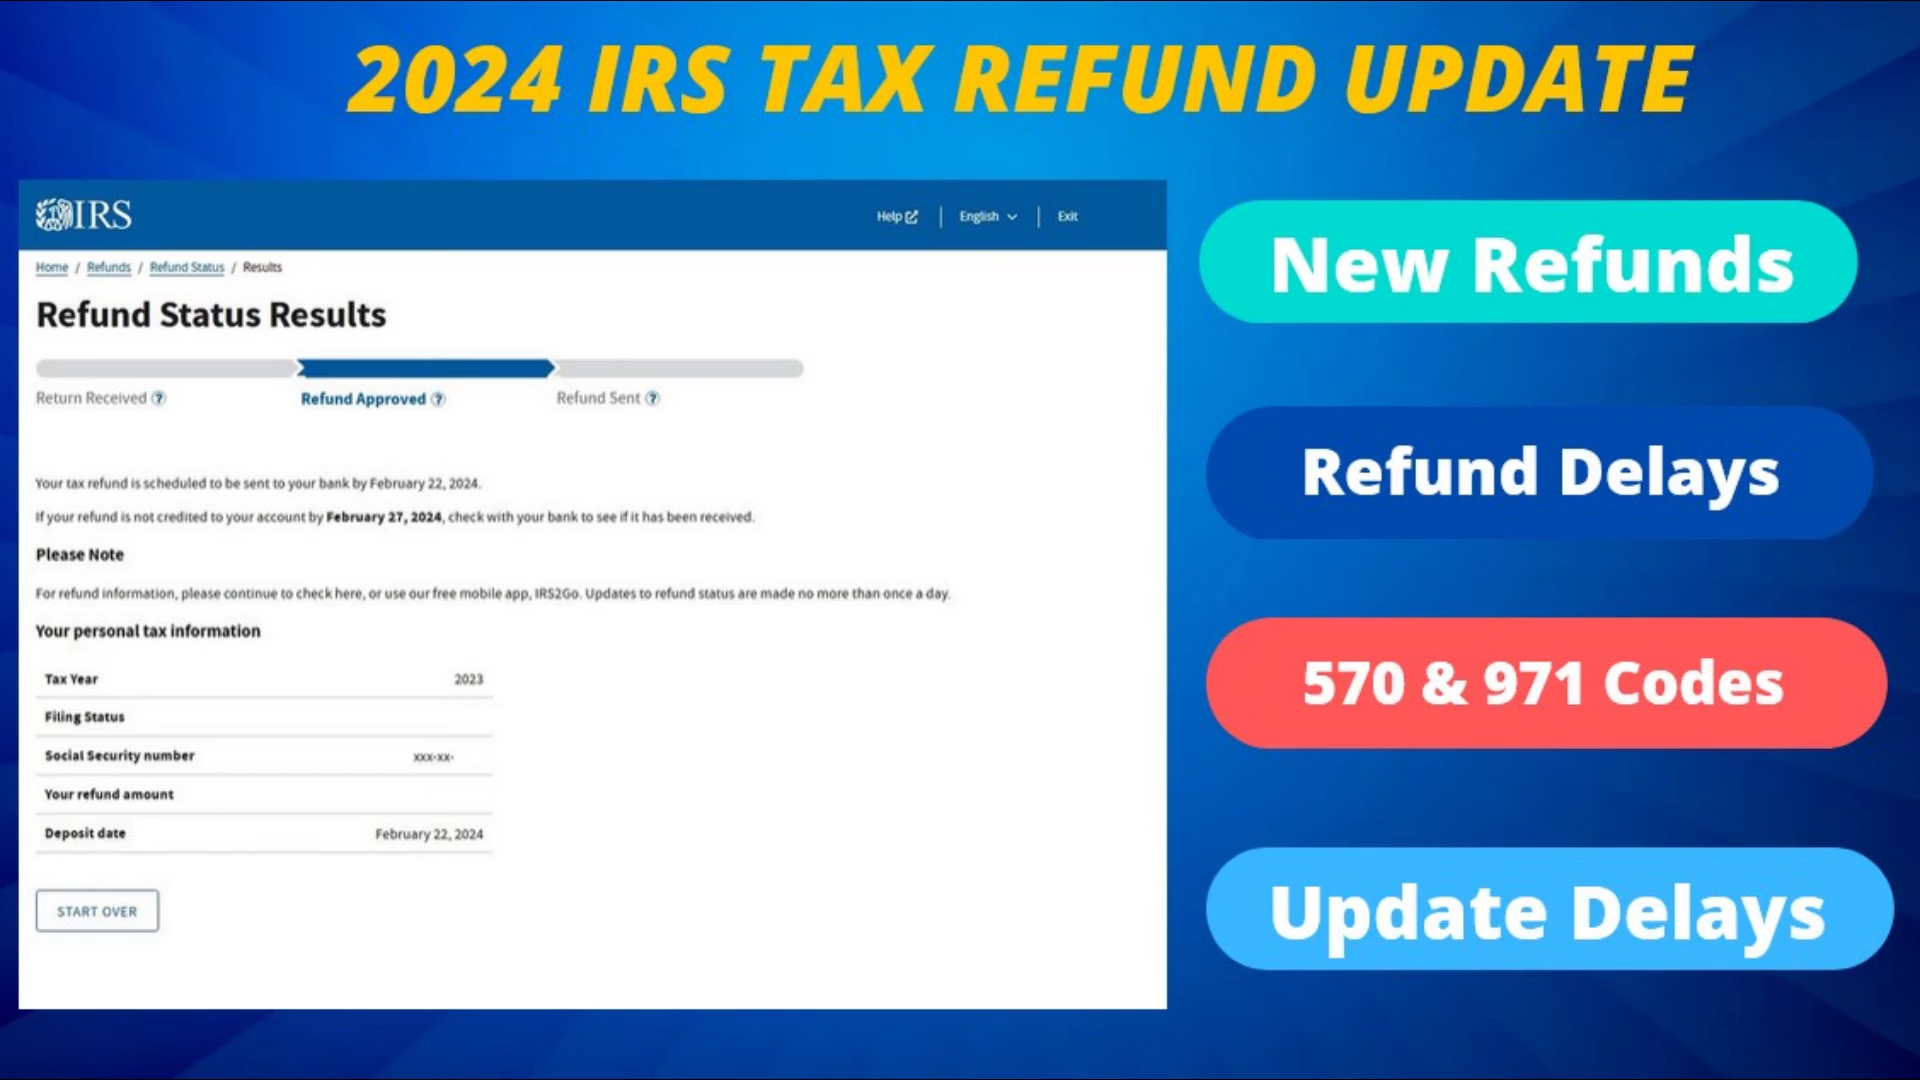 2024 IRS TAX REFUND UPDATE
IRS
Help
English
Exit
Home / Refunds / Refund Status / Results
Refund Status Results
Return Received ?
Refund Approved ?
Refund Sent ?
Your tax refund is scheduled to be sent to your bank by February 22, 2024.
If your refund is not credited to your account by February 27, 2024, check with your bank to see if it has been received.
Please Note
For refund information, please continue to check here, or use our free mobile app, IRS2Go. Updates to refund status are made no more than once a day.
Your personal tax information
Tax Year 2023
Filing Status
Social Security number xxx-xx-
Your refund amount
Deposit date February 22, 2024
START OVER
New Refunds
Refund Delays
570 & 971 Codes
Update Delays